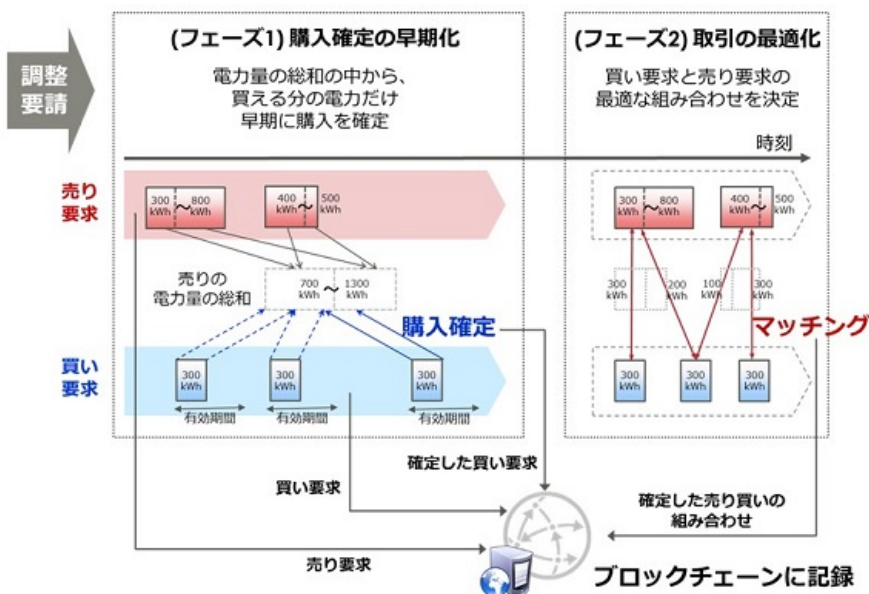 調整
要請
(フェーズ1) 購入確定の早期化
電力量の総和の中から、
買える分の電力だけ
早期に購入を確定
(フェーズ2) 取引の最適化
買い要求と売り要求の
最適な組み合わせを決定
時刻
売り
要求
300
kWh
～
800
kWh
400
kWh
～
500
kWh
売りの
電力量の総和
700
kWh
～
1300
kWh
購入確定
買い
要求
300
kWh
300
kWh
300
kWh
有効期間
有効期間
有効期間
300
kWh
～
800
kWh
400
kWh
～
500
kWh
300
kWh
200
kWh
100
kWh
300
kWh
マッチング
300
kWh
300
kWh
300
kWh
確定した買い要求
買い要求
売り要求
確定した売り買いの
組み合わせ
ブロックチェーンに記録